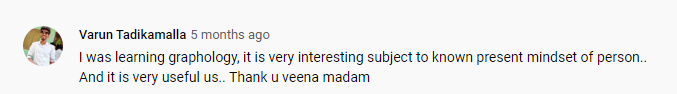 Varun Tadikamalla 5 months ago
I was learning graphology, it is very interesting subject to known present mindset of person..
And it is very useful us.. Thank u veena madam